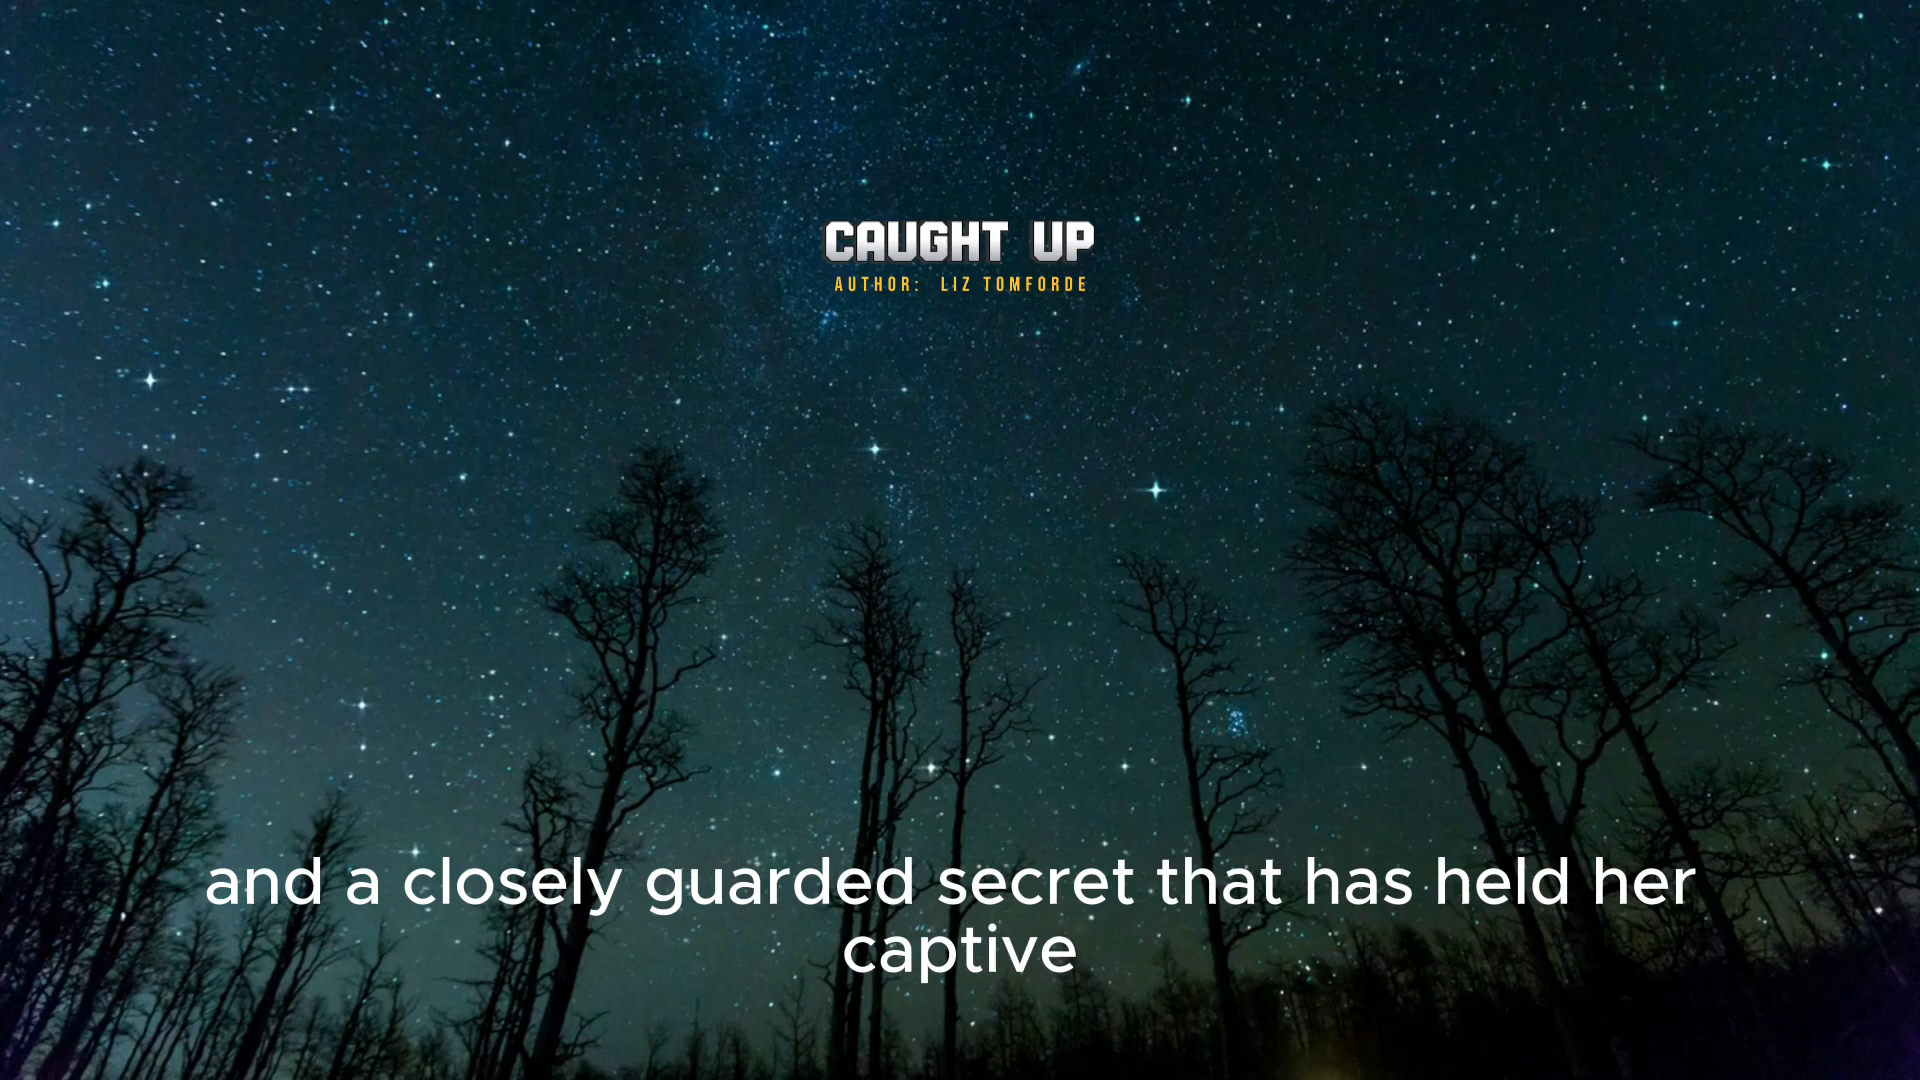 CAUGHT UP
AUTHOR: LIZ TOMFORDE
and a closely guarded secret that has held her
captive